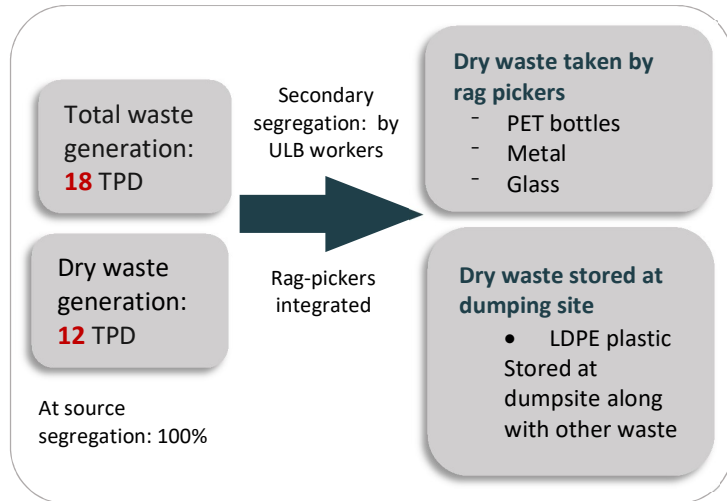 Total waste
generation:
18 TPD
Dry waste
generation:
12 TPD
At source
segregation: 100%
Secondary
segregation:  by
ULB workers
Rag-pickers
integrated
Dry waste taken by
rag pickers
- PET bottles
- Metal
- Glass
Dry waste stored at
dumping site
• LDPE plastic
Stored at
dumpsite along
with other waste